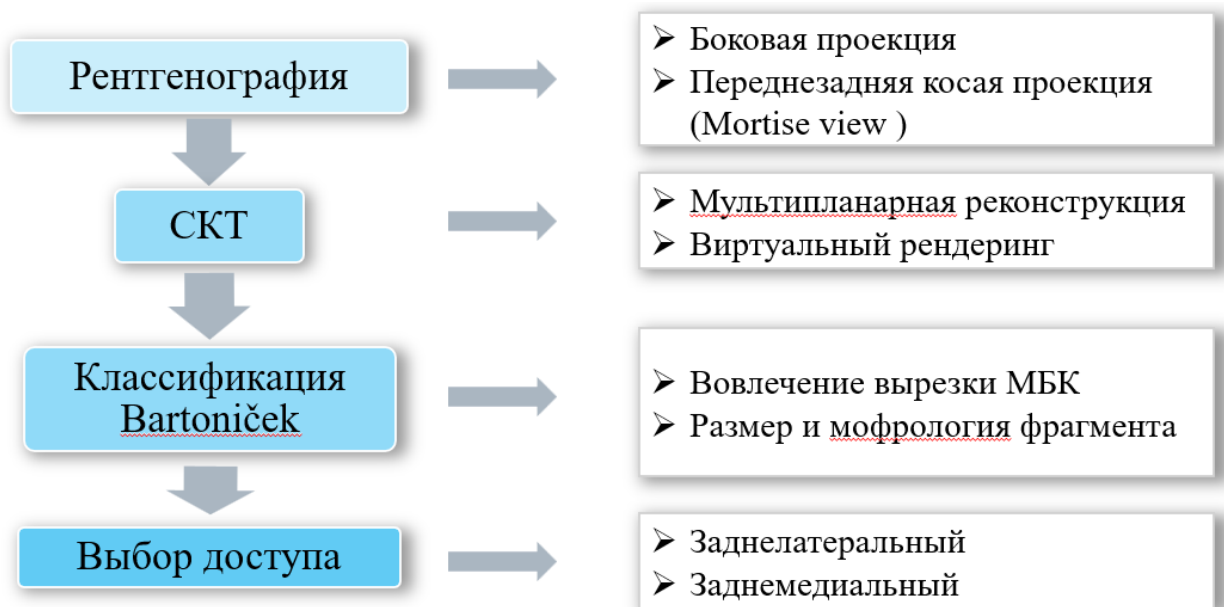 Рентгенография
➢ Боковая проекция
➢ Переднезадняя косая проекция
(Mortise view )
СКТ
➢ Мультипланарная реконструкция
➢ Виртуальный рендеринг
Классификация
Bartoniček
➢ Вовлечение вырезки МБК
➢ Размер и мофрология фрагмента
Выбор доступа
➢ Заднелатеральный
➢ Заднемедиальный